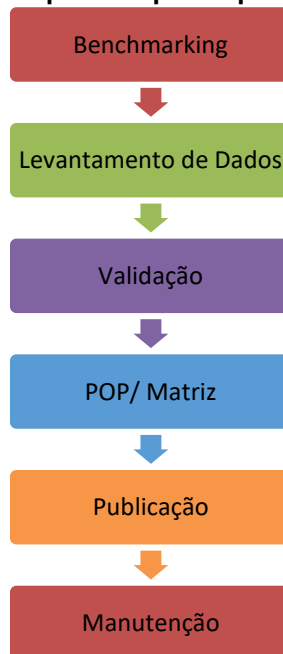 Benchmarking
Levantamento de Dados
Validação
POP/ Matriz
Publicação
Manutenção